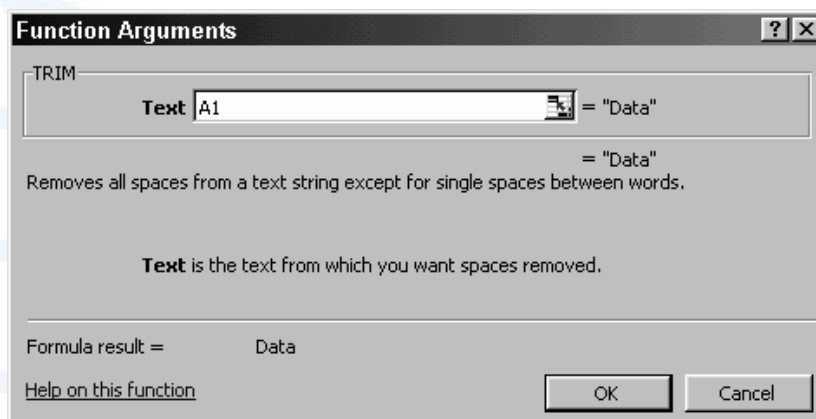 Function Arguments
TRIM
Text A1 = "Data"
= "Data"
Removes all spaces from a text string except for single spaces between words.
Text is the text from which you want spaces removed.
Formula result = Data
Help on this function OK Cancel